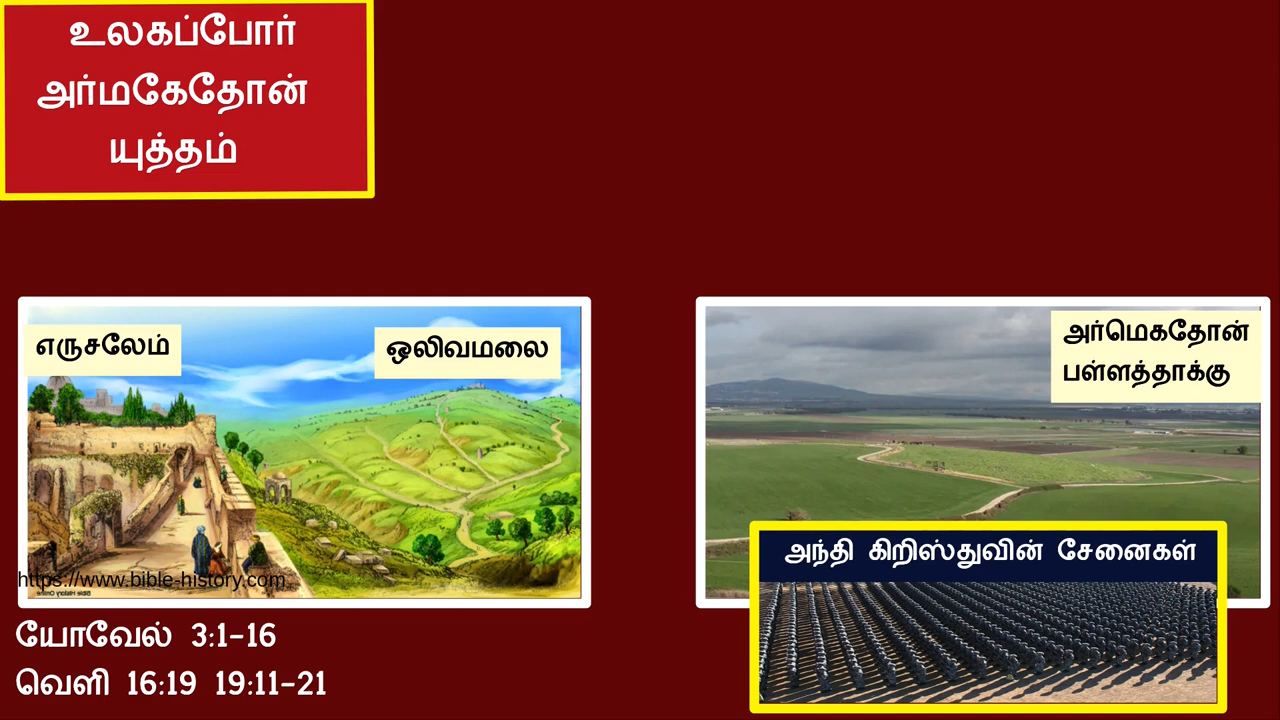 உலகப்போர்
அர்மகேதோன்
யுத்தம்
எருசலேம்
ஒலிவமலை
அர்மெகதோன்
பள்ளத்தாக்கு
அந்தி கிறிஸ்துவின் சேனைகள்
https://www.bible-history.com
யோவேல் 3:1-16
வெளி 16:19 19:11-21